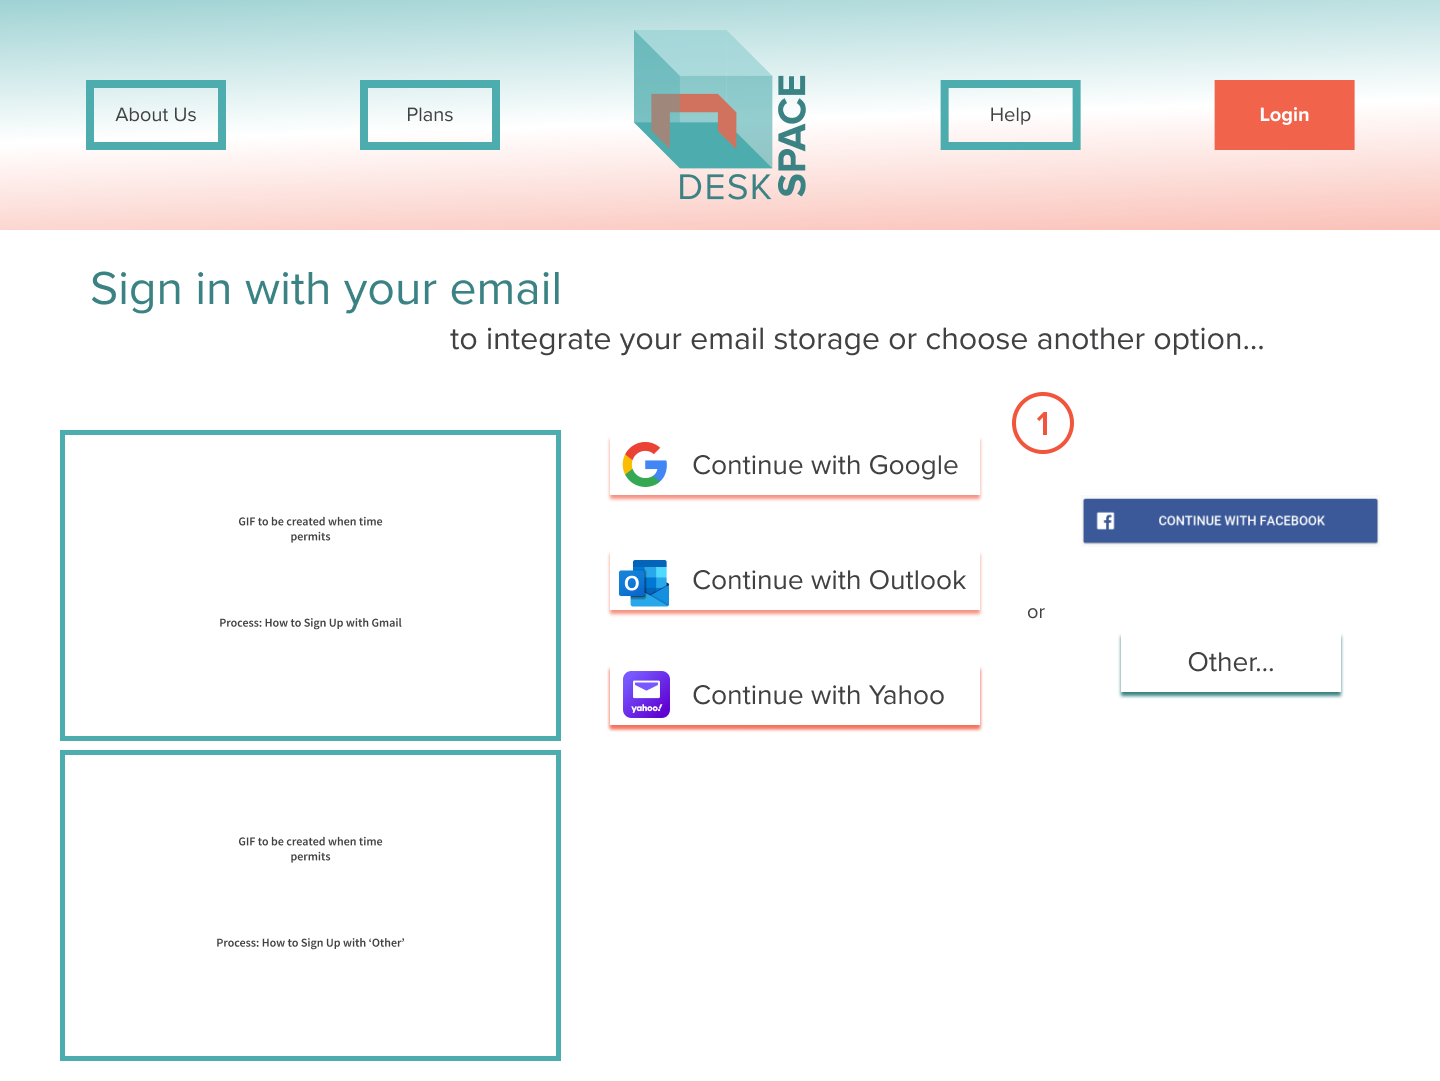 About Us
Plans
DESK
SPACE
Help
Login
Sign in with your email
to integrate your email storage or choose another option...
1
GIF to be created when time
permits
Process: How to Sign Up with Gmail
Continue with Google
O
Continue with Outlook
yahoo!
Continue with Yahoo
CONTINUE WITH FACEBOOK
or
Other...
GIF to be created when time
permits
Process: How to Sign Up with ‘Other’